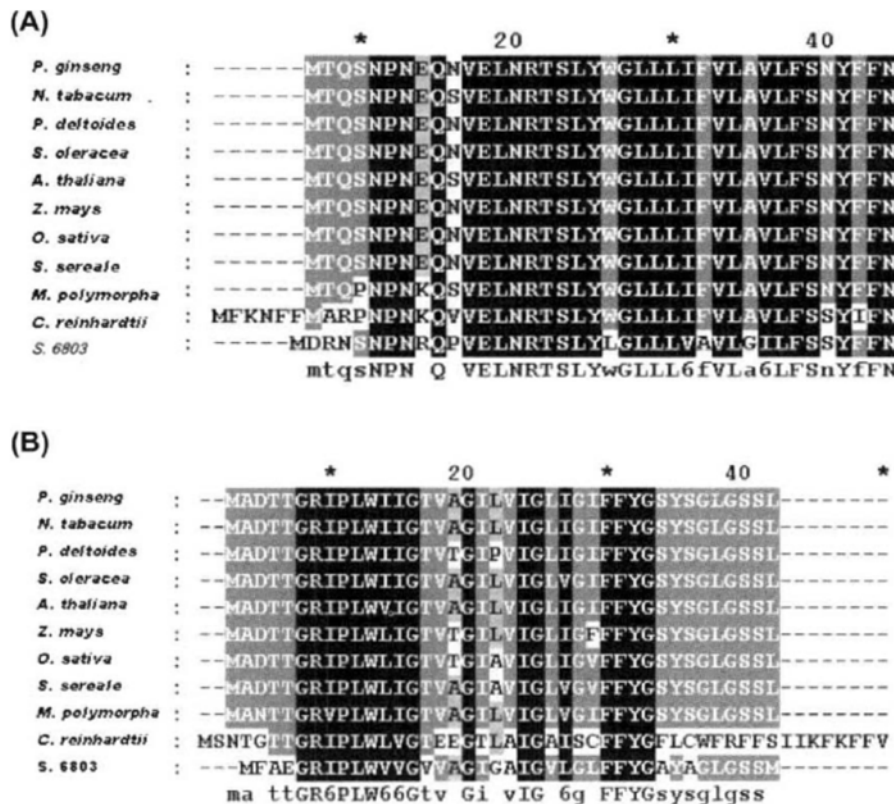 (A)
* 20 * 40
P. ginseng : ------MTQSNPNEQNVELNRTSLYWGLLLIFVLAVLFSNYFFN
N. tabacum . : ------MTQSNPNEQSVELNRTSLYWGLLLIFVLAVLFSNYFFN
P. deltoides : ------MTQSNPNEQNVELNRTSLYWGLLLIFVLAVLFSNYFFN
S. oleracea : ------MTQSNPNEQNVELNRTSLYWGLLLIFVLAVLFSNYFFN
A. thaliana : ------MTQSNPNEQSVELNRTSLYWGLLLIFVLAVLFSNYFFN
Z. mays : ------MTQSNPNEQNVELNRTSLYWGLLLIFVLAVLFSNYFFN
O. sativa : ------MTQSNPNEQNVELNRTSLYWGLLLIFVLAVLFSNYFFN
S. sereale : ------MTQSNPNEQNVELNRTSLYWGLLLIFVLAVLFSNYFFN
M. polymorpha : ------MTQPNPNKQSVELNRTSLYWGLLLIFVLAVLFSNYFFN
C. reinhardtii : MFKNFFMARPNPNKQVVELNRTSLYWGLLLIFVLAVLFSSYIFN
S. 6803 : -----MDRNSNPNRQPVELNRTSLYLGLLLVAVLGILFSSYFFN
mtqsNPN Q VELNRTSLYwGLLL6fVLa6LFSnYfFN
(B)
* 20 * 40 *
P. ginseng : --MADTTGRIPLWIIGTVAGILVIGLIGIFFYGSYSGLGSSL--------
N. tabacum : --MADTTGRIPLWIIGTVAGILVIGLIGIFFYGSYSGLGSSL--------
P. deltoides : --MADTTGRIPLWIIGTVTGIPVIGLIGIFFYGSYSGLGSSL--------
S. oleracea : --MADTTGRIPLWIIGTVAGILVIGLVGIFFYGSYSGLGSSL--------
A. thaliana : --MADTTGRIPLWVIGTVAGILVIGLIGIFFYGSYSGLGSSL--------
Z. mays : --MADTTGRIPLWIIGTVTGILVIGLIGFFFYGSYSGLGSSL--------
O. sativa : --MADTTGRIPLWLIGTVTGIAVIGLIGVFFYGSYSGLGSSL--------
S. sereale : --MADTTGRIPLWLIGTVAGIAVIGLIGVFFYGSYSGLGSSL--------
M. polymorpha : --MANTTGRVPLWLIGTVAGILVIGLVGIFFYGSYSGLGSSL--------
C. reinhardtii : MSNTGTTGRIPLWLVGTEEGTLAIGAISCFFYGFLCWFRFFSIIKFKFFV
S. 6803 : ---MFAEGRIPLWVVGVVAGIGAIGVLGLFFYGAYAGLGSSM--------
ma ttGR6PLW66Gtv Gi vIG 6g FFYGsysglgss